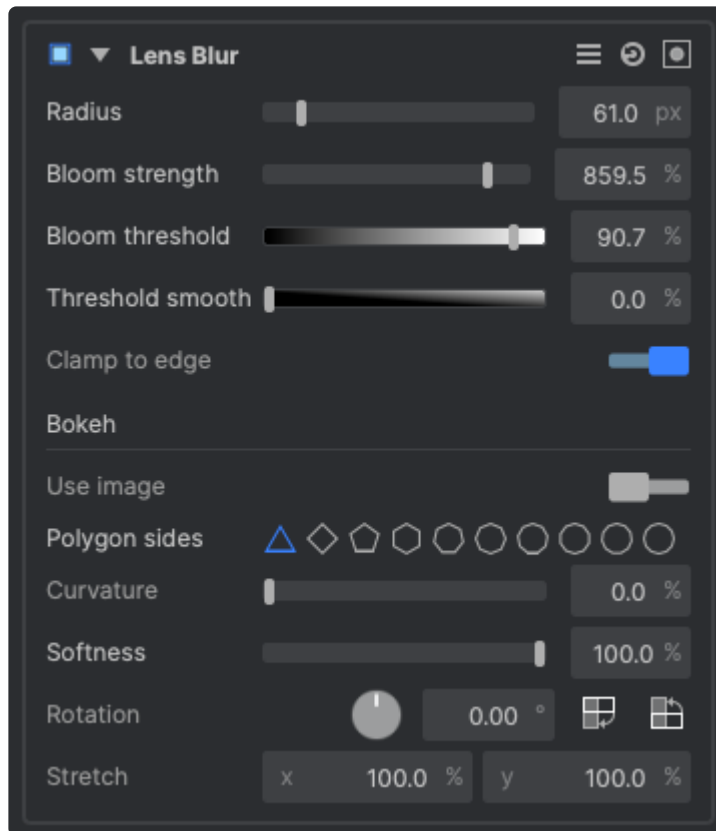 Lens Blur
Radius 61.0 px
Bloom strength 859.5 %
Bloom threshold 90.7 %
Threshold smooth 0.0 %
Clamp to edge
Bokeh
Use image
Polygon sides
Curvature 0.0 %
Softness 100.0 %
Rotation 0.00 °
Stretch x 100.0 % y 100.0 %